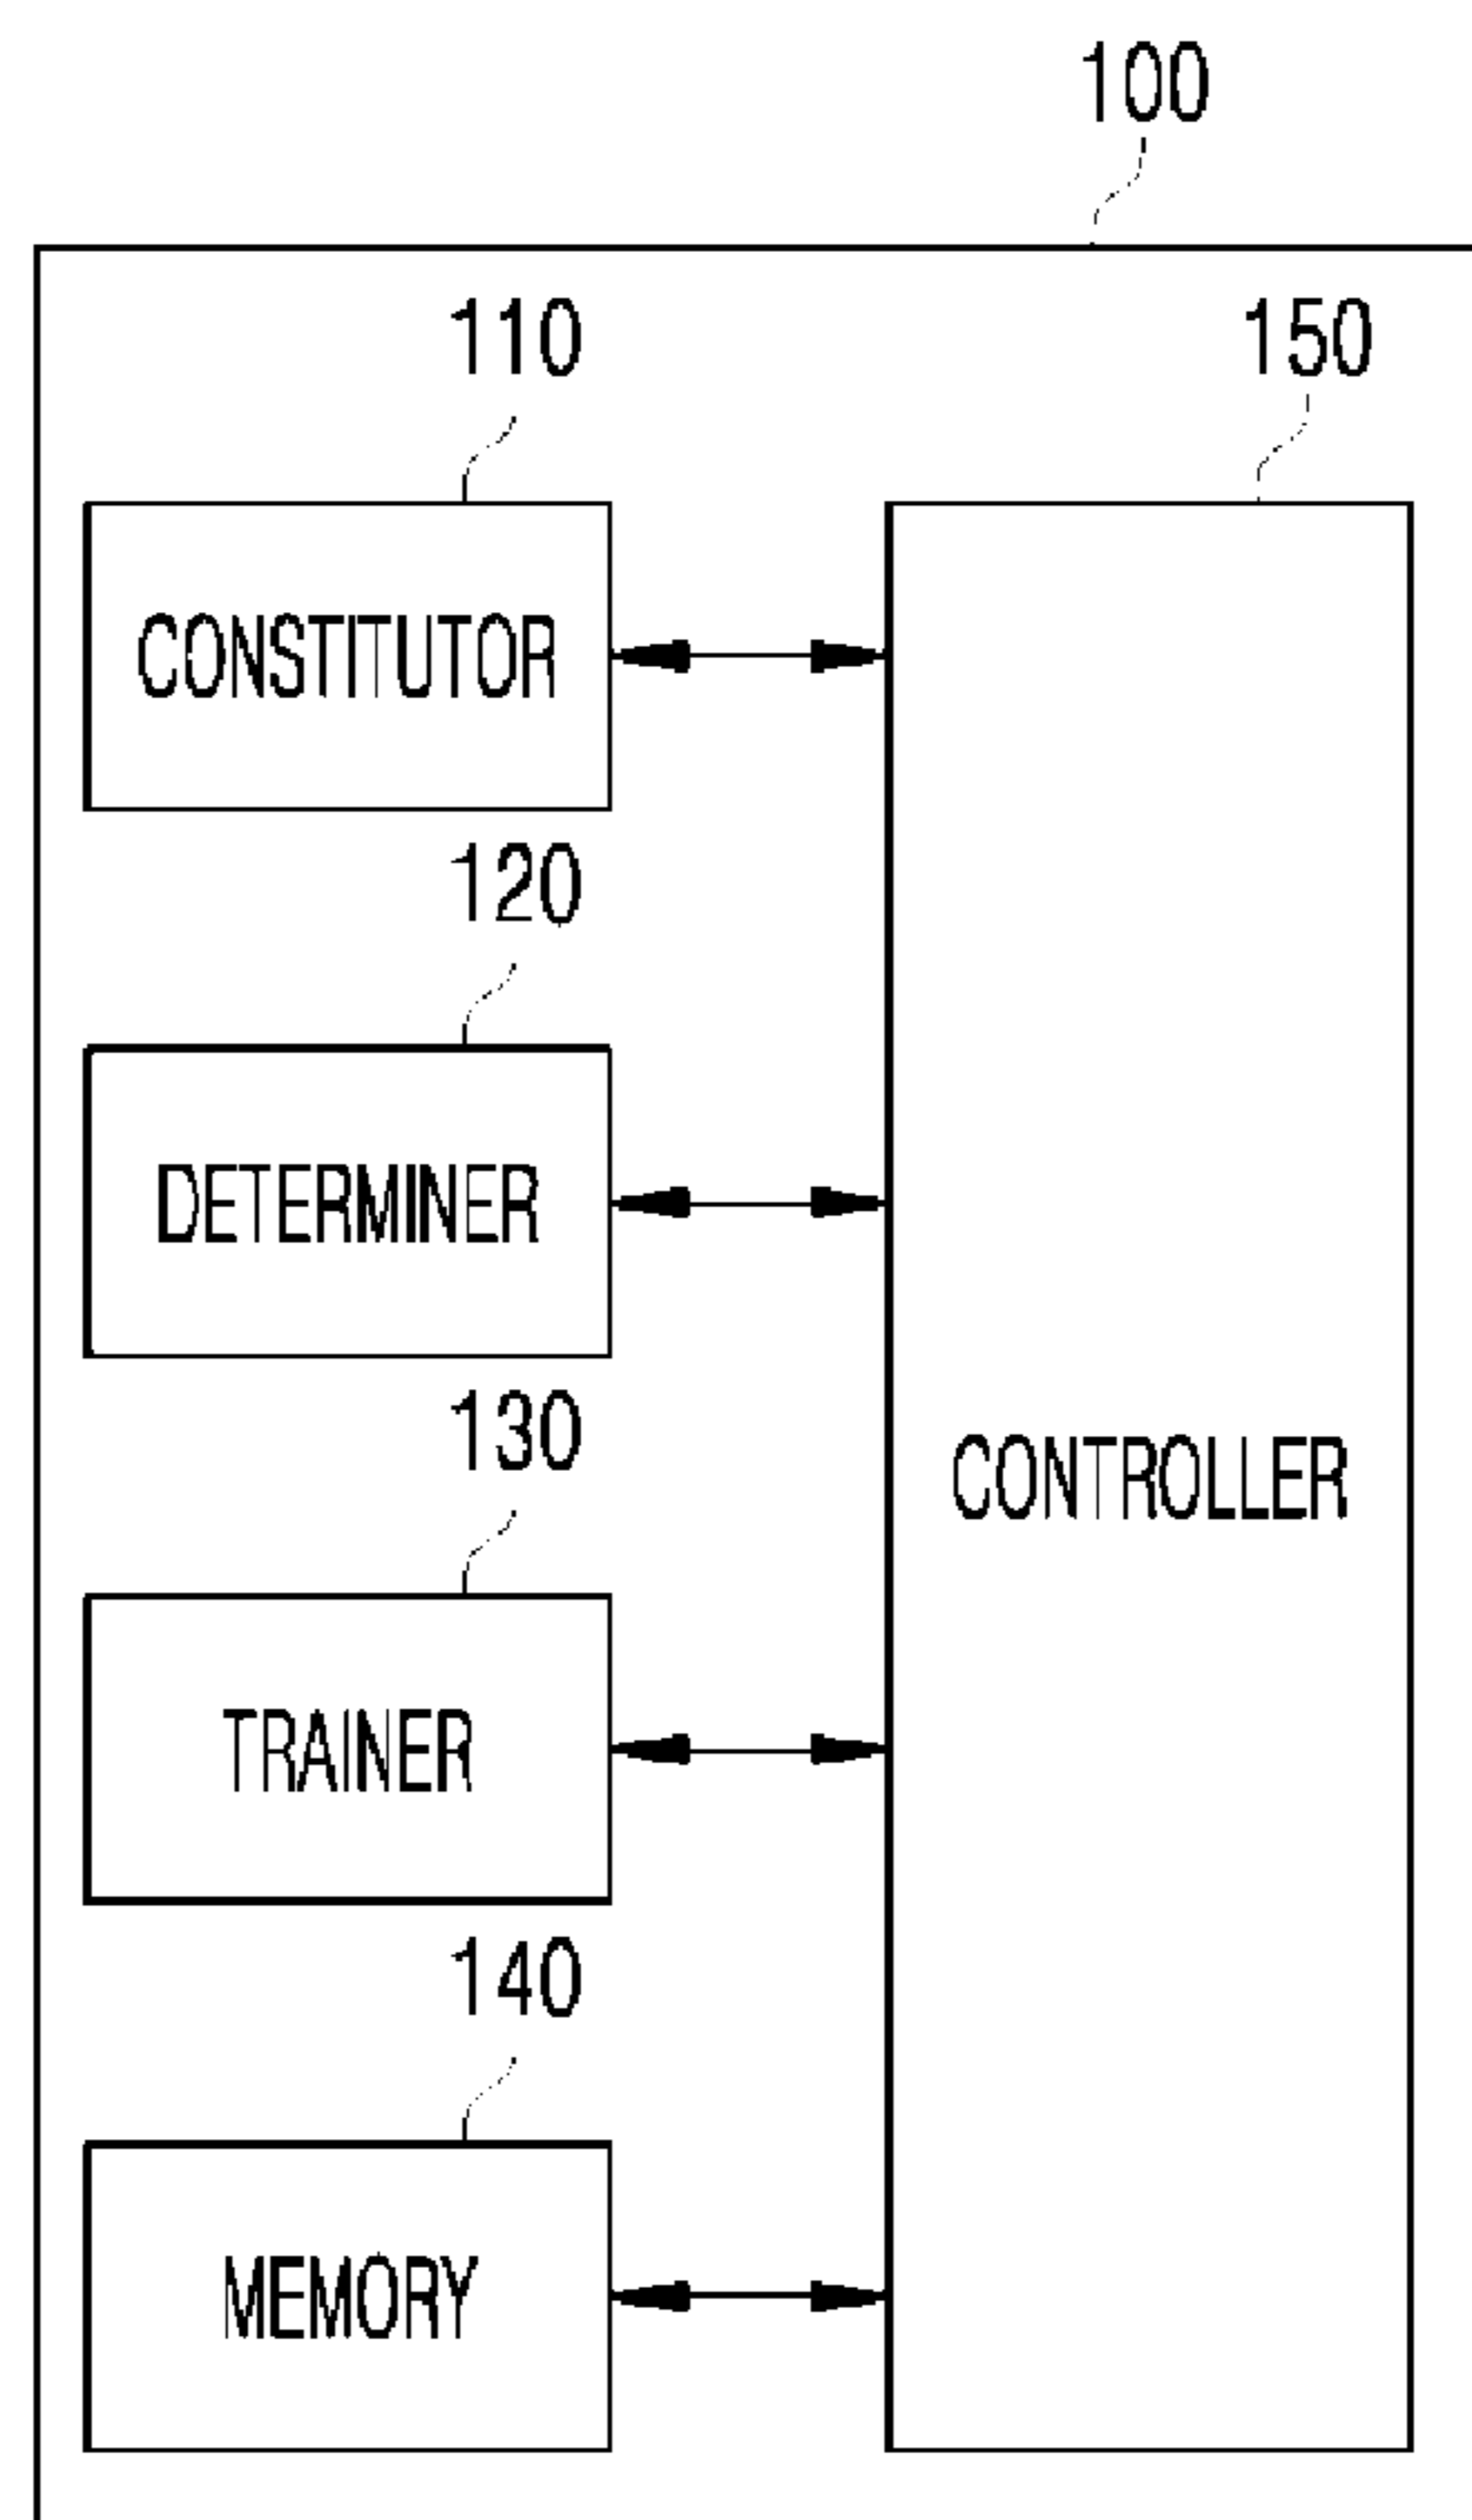 100
110
150
CONSTITUTOR
120
DETERMINER
130
CONTROLLER
TRAINER
140
MEMORY